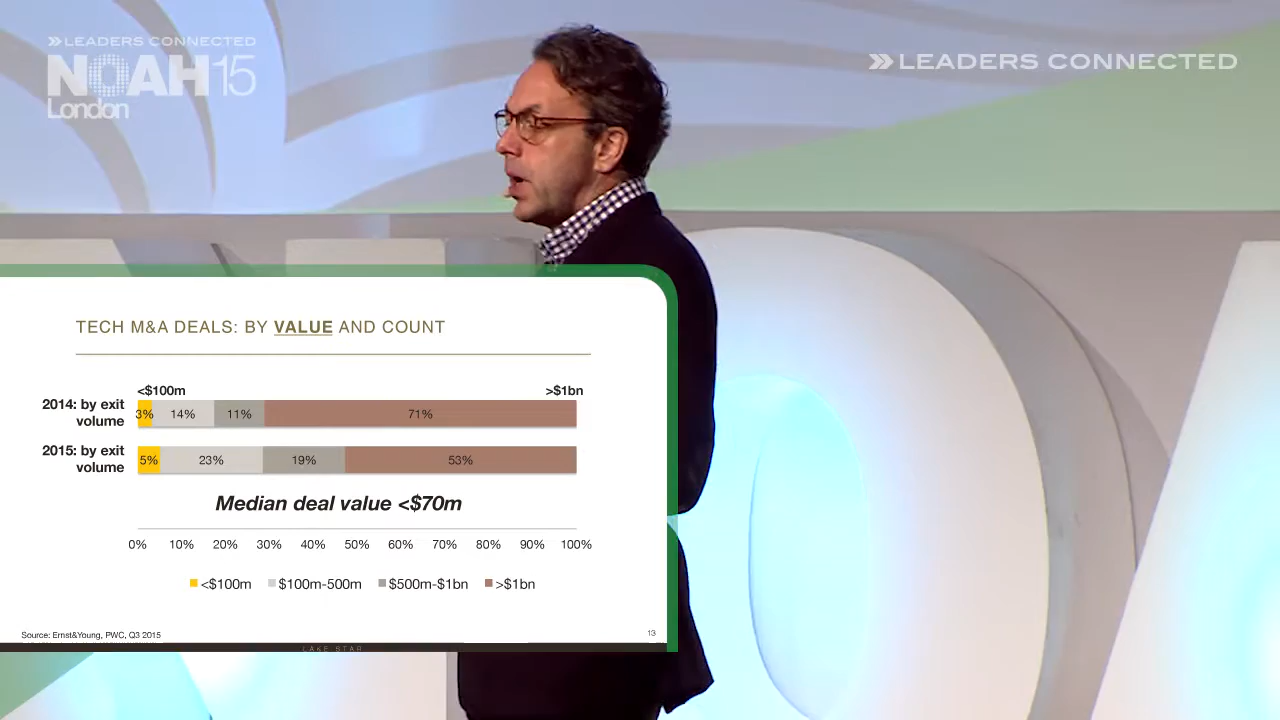 LEADERS CONNECTED
NOAH15
London
LEADERS CONNECTED
TECH M&A DEALS: BY VALUE AND COUNT
<$100m
>$1bn
2014: by exit
volume
3% 14% 11% 71%
2015: by exit
volume
5% 23% 19% 53%
Median deal value <$70m
0% 10% 20% 30% 40% 50% 60% 70% 80% 90% 100%
<$100m $100m-500m $500m-$1bn >$1bn
Source: Ernst&Young, PWC, Q3 2015
13
LAKE STAR